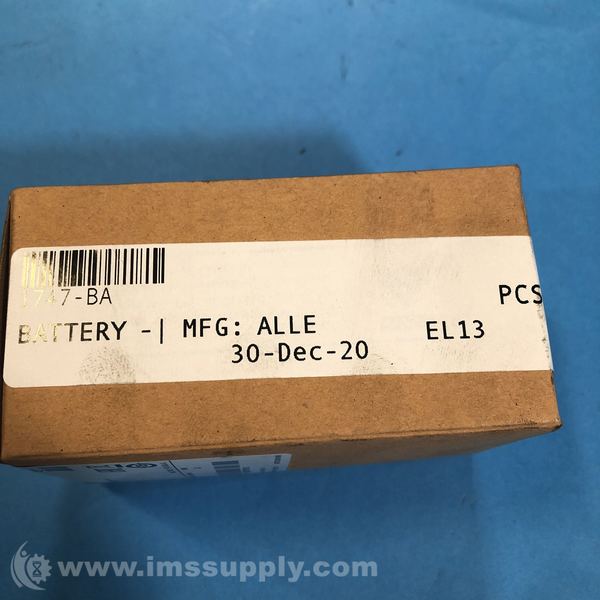 1747-BA
PCS
BATTERY -| MFG: ALLE
EL13
30-Dec-20
www.imssupply.com